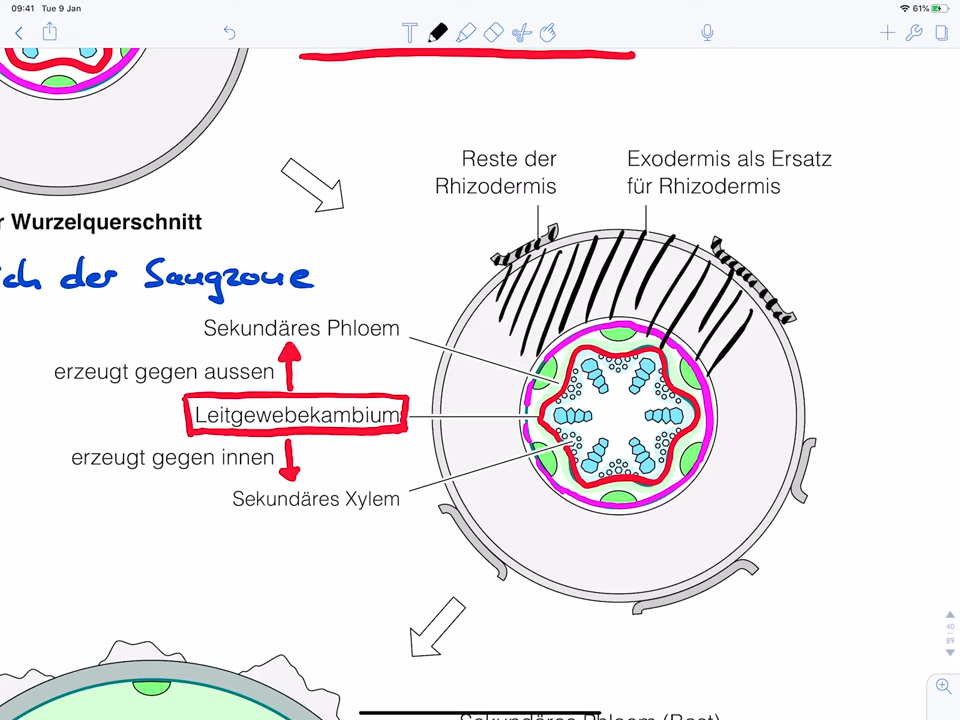 09:41 Tue 9 Jan
61%
T
Reste der
Rhizodermis
Exodermis als Ersatz
für Rhizodermis
r Wurzelquerschnitt
ich der Saugzone
Sekundäres Phloem
erzeugt gegen aussen
Leitgewebekambium
erzeugt gegen innen
Sekundäres Xylem
40
89